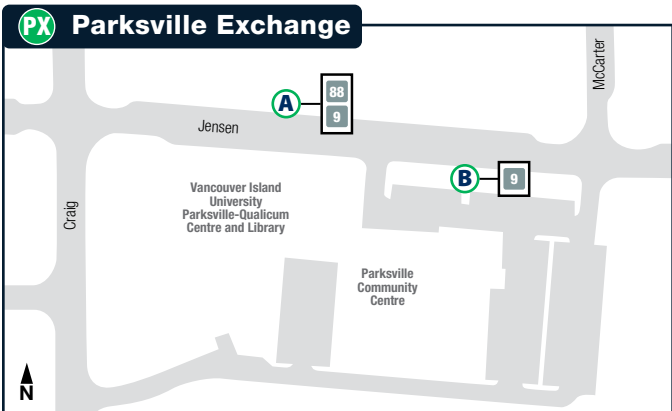 PX Parksville Exchange
McCarter
A
88
9
Jensen
B
9
Vancouver Island
University
Parksville-Qualicum
Centre and Library
Craig
Parksville
Community
Centre
N